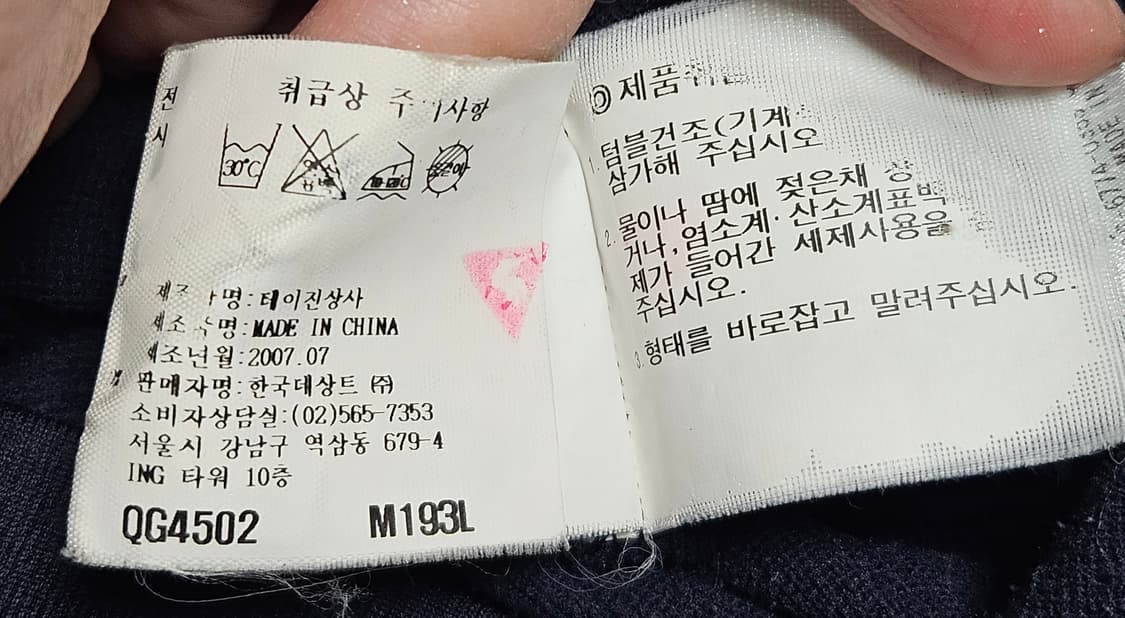 취급상 주 사항
전
시
30℃
제조 명:테이진상사
제조 명:MADE IN CHINA
제조년월:2007.07
판매자명:한국데상트 ㈜
소비자상담실:(02)565-7353
서울시 강남구 역삼동 679-4
ING 타워 10층
QG4502 M193L
◎ 제품
1. 텀블건조(기계
삼가해 주십시오
2. 물이나 땀에 젖은채
거나,염소계·산소계표백
제가 들어간 세제사용을
주십시오.
3. 형태를 바로잡고 말려주십시오.
MADE IN